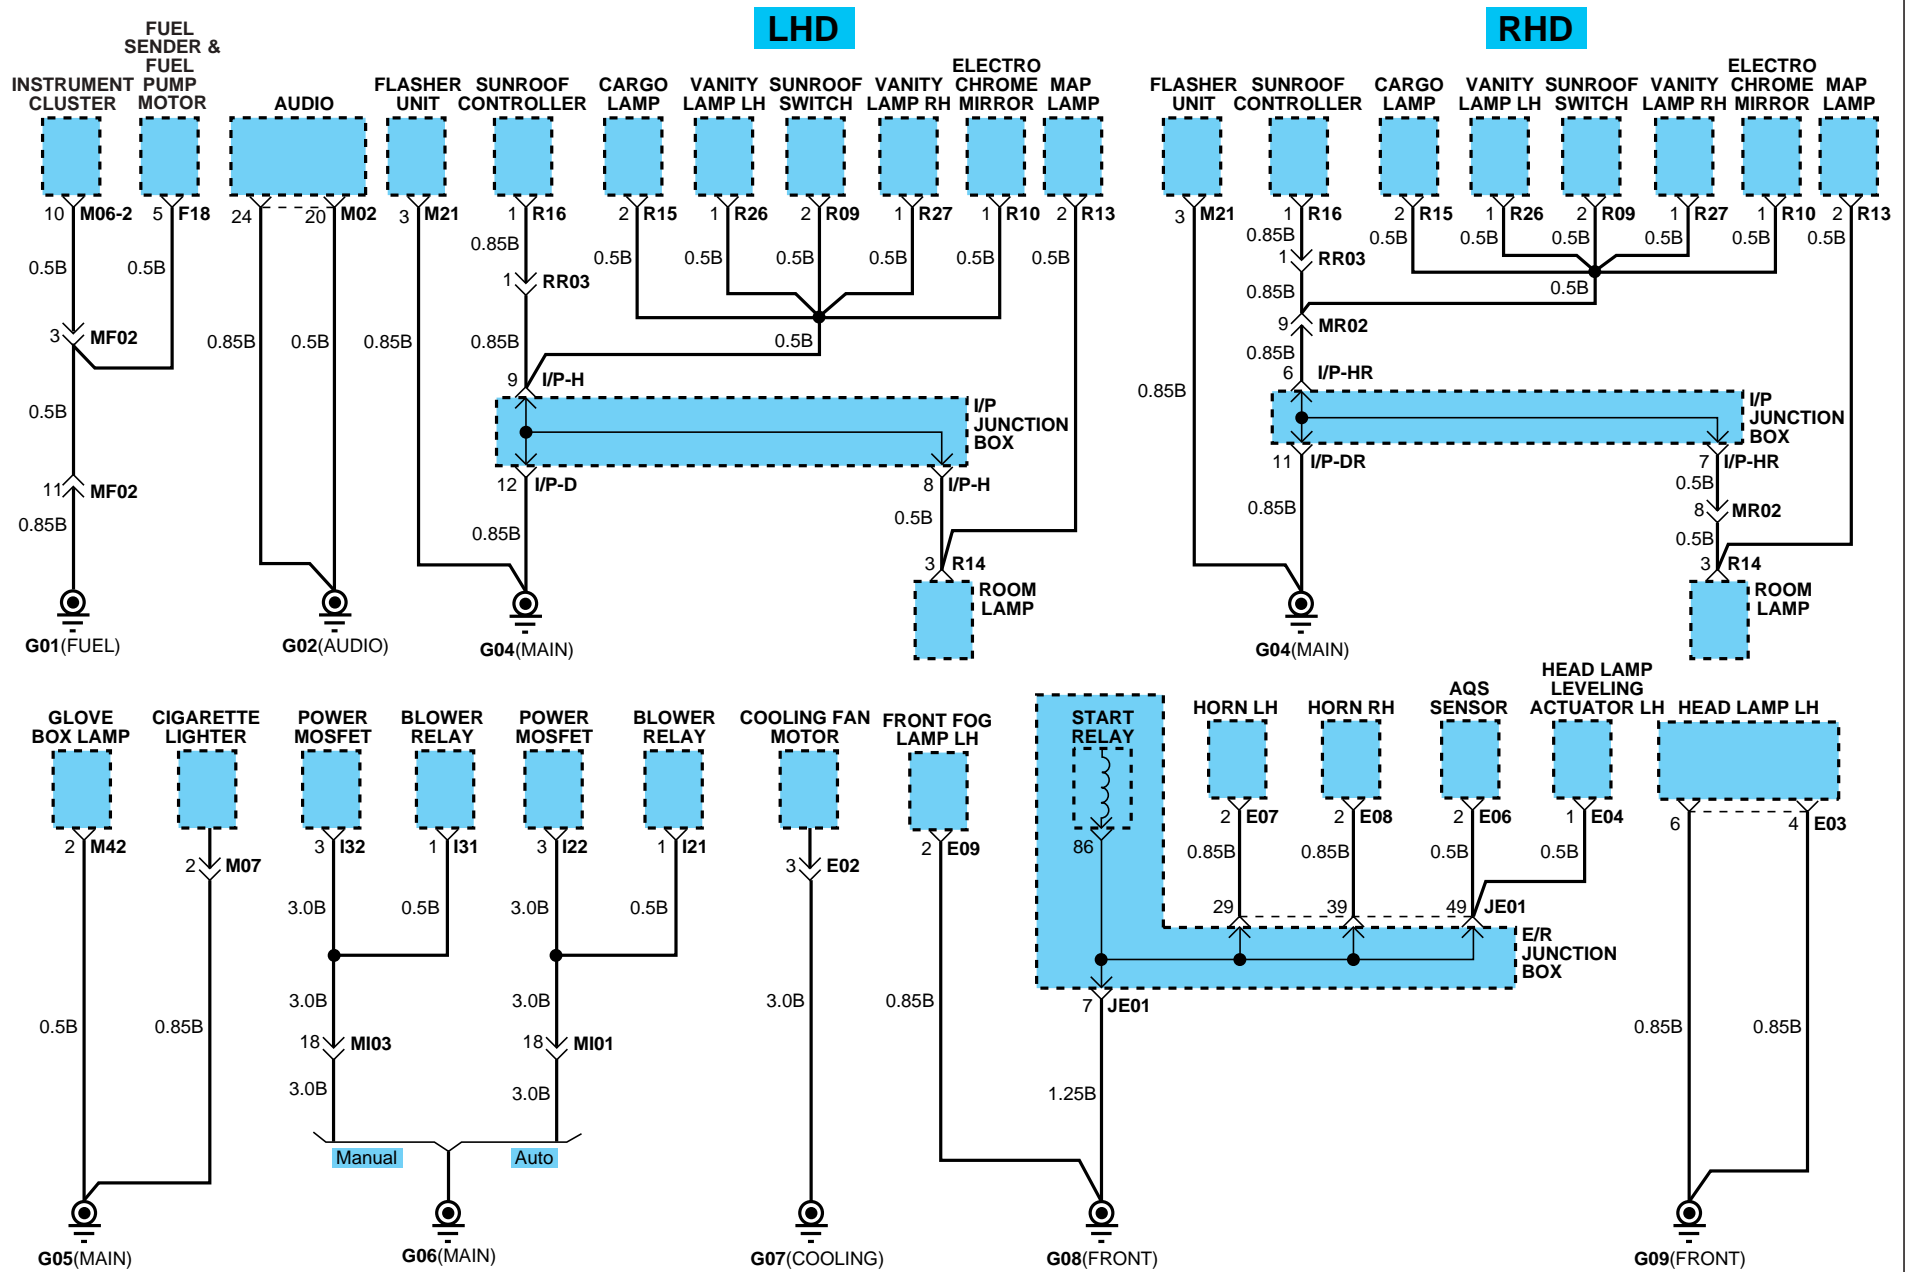 LHD
RHD
FUEL
SENDER &
FUEL
PUMP
MOTOR
INSTRUMENT
CLUSTER
AUDIO
FLASHER
UNIT
SUNROOF
CONTROLLER
CARGO
LAMP
VANITY
LAMP LH
SUNROOF
SWITCH
VANITY
LAMP RH
ELECTRO
CHROME
MIRROR
MAP
LAMP
FLASHER
UNIT
SUNROOF
CONTROLLER
CARGO
LAMP
VANITY
LAMP LH
SUNROOF
SWITCH
VANITY
LAMP RH
ELECTRO
CHROME
MIRROR
MAP
LAMP
10 M06-2
5 F18
24
20 M02
3 M21
1 R16
2 R15
1 R26
2 R09
1 R27
1 R10
2 R13
3 M21
1 R16
2 R15
1 R26
2 R09
1 R27
1 R10
2 R13
0.5B
0.5B
0.85B
0.5B
0.5B
0.5B
0.5B
0.5B
0.5B
0.85B
0.5B
0.5B
0.5B
0.5B
0.5B
0.5B
1 RR03
1 RR03
0.85B
0.5B
3 MF02
0.85B
0.5B
0.85B
0.85B
0.5B
9 MR02
0.85B
9 I/P-H
6 I/P-HR
0.85B
0.5B
I/P
JUNCTION
BOX
I/P
JUNCTION
BOX
11 MF02
12 I/P-D
8 I/P-H
11 I/P-DR
7 I/P-HR
0.85B
0.85B
0.5B
0.85B
0.5B
8 MR02
0.5B
3 R14
3 R14
ROOM
LAMP
ROOM
LAMP
G01(FUEL)
G02(AUDIO)
G04(MAIN)
G04(MAIN)
GLOVE
BOX LAMP
CIGARETTE
LIGHTER
POWER
MOSFET
BLOWER
RELAY
POWER
MOSFET
BLOWER
RELAY
COOLING FAN
MOTOR
FRONT FOG
LAMP LH
START
RELAY
HORN LH
HORN RH
AQS
SENSOR
HEAD LAMP
LEVELING
ACTUATOR LH
HEAD LAMP LH
2 M42
2 M07
3 I32
1 I31
3 I22
1 I21
3 E02
2 E09
86
2 E07
2 E08
2 E06
1 E04
6
4 E03
3.0B
0.5B
3.0B
0.5B
0.85B
0.85B
0.5B
0.5B
29
39
49 JE01
E/R
JUNCTION
BOX
0.5B
0.85B
3.0B
3.0B
3.0B
0.85B
7 JE01
0.85B
0.85B
18 MI03
18 MI01
3.0B
3.0B
1.25B
Manual
Auto
G05(MAIN)
G06(MAIN)
G07(COOLING)
G08(FRONT)
G09(FRONT)